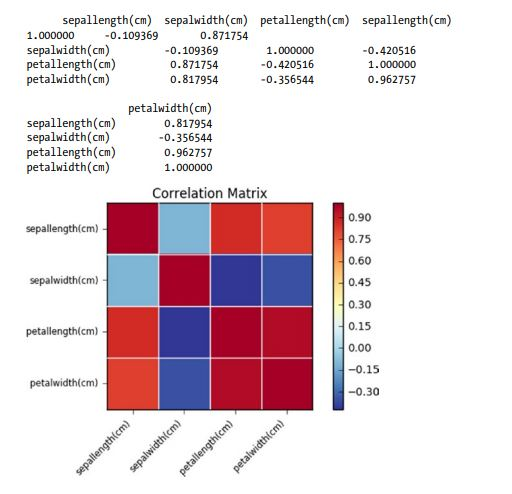 sepallength(cm) sepalwidth(cm) petallength(cm) sepallength(cm)
1.000000 -0.109369 0.871754
sepalwidth(cm) -0.109369 1.000000 -0.420516
petallength(cm) 0.871754 -0.420516 1.000000
petalwidth(cm) 0.817954 -0.356544 0.962757
petalwidth(cm)
sepallength(cm) 0.817954
sepalwidth(cm) -0.356544
petallength(cm) 0.962757
petalwidth(cm) 1.000000
Correlation Matrix
sepallength(cm)
sepalwidth(cm)
petallength(cm)
petalwidth(cm)
sepallength(cm)
sepalwidth(cm)
petallength(cm)
petalwidth(cm)
0.90
0.75
0.60
0.45
0.30
0.15
0.00
−0.15
−0.30